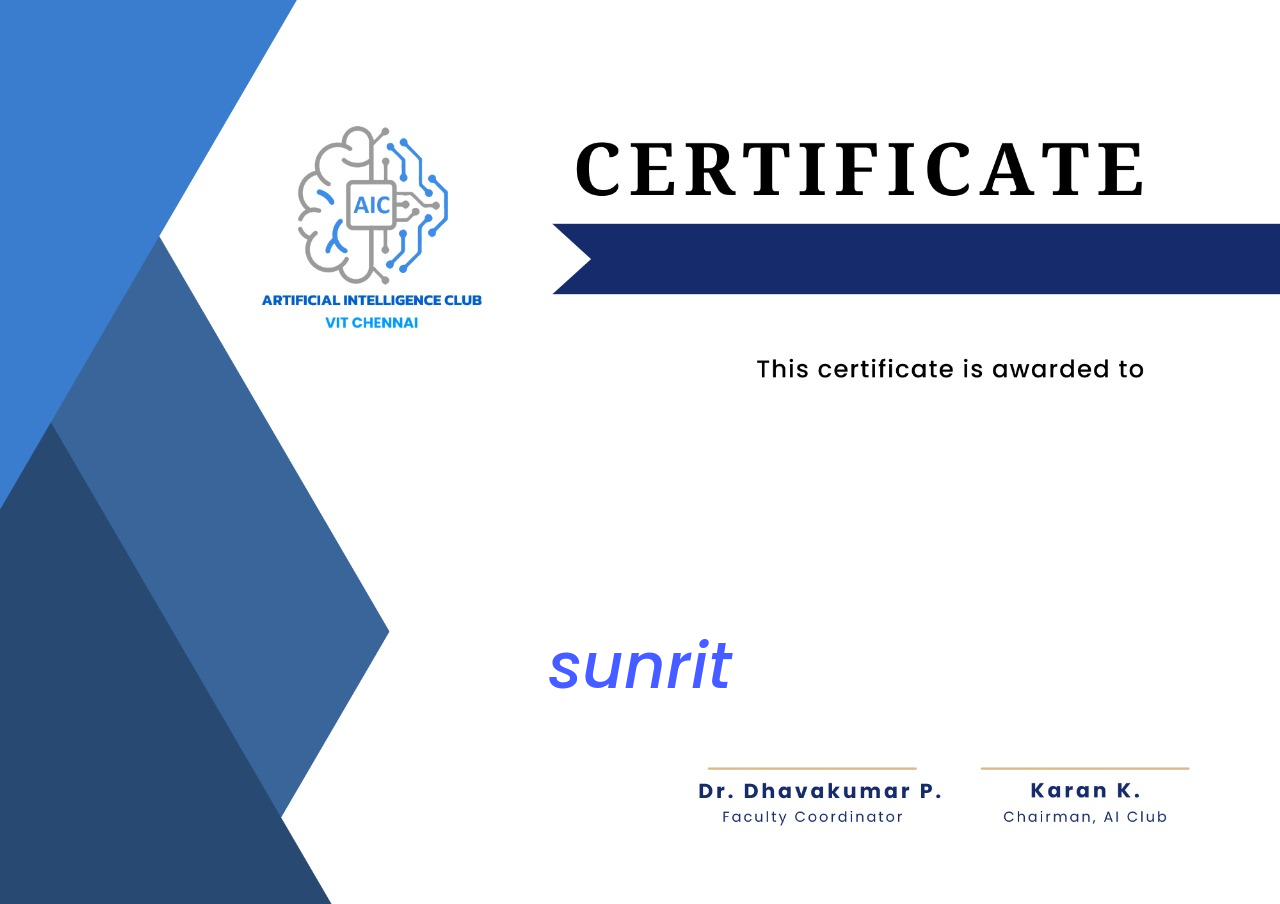 CERTIFICATE
AIC
ARTIFICIAL INTELLIGENCE CLUB
VIT CHENNAI
This certificate is awarded to
sunrit
Dr. Dhavakumar P.
Faculty Coordinator
Karan K.
Chairman, AI Club